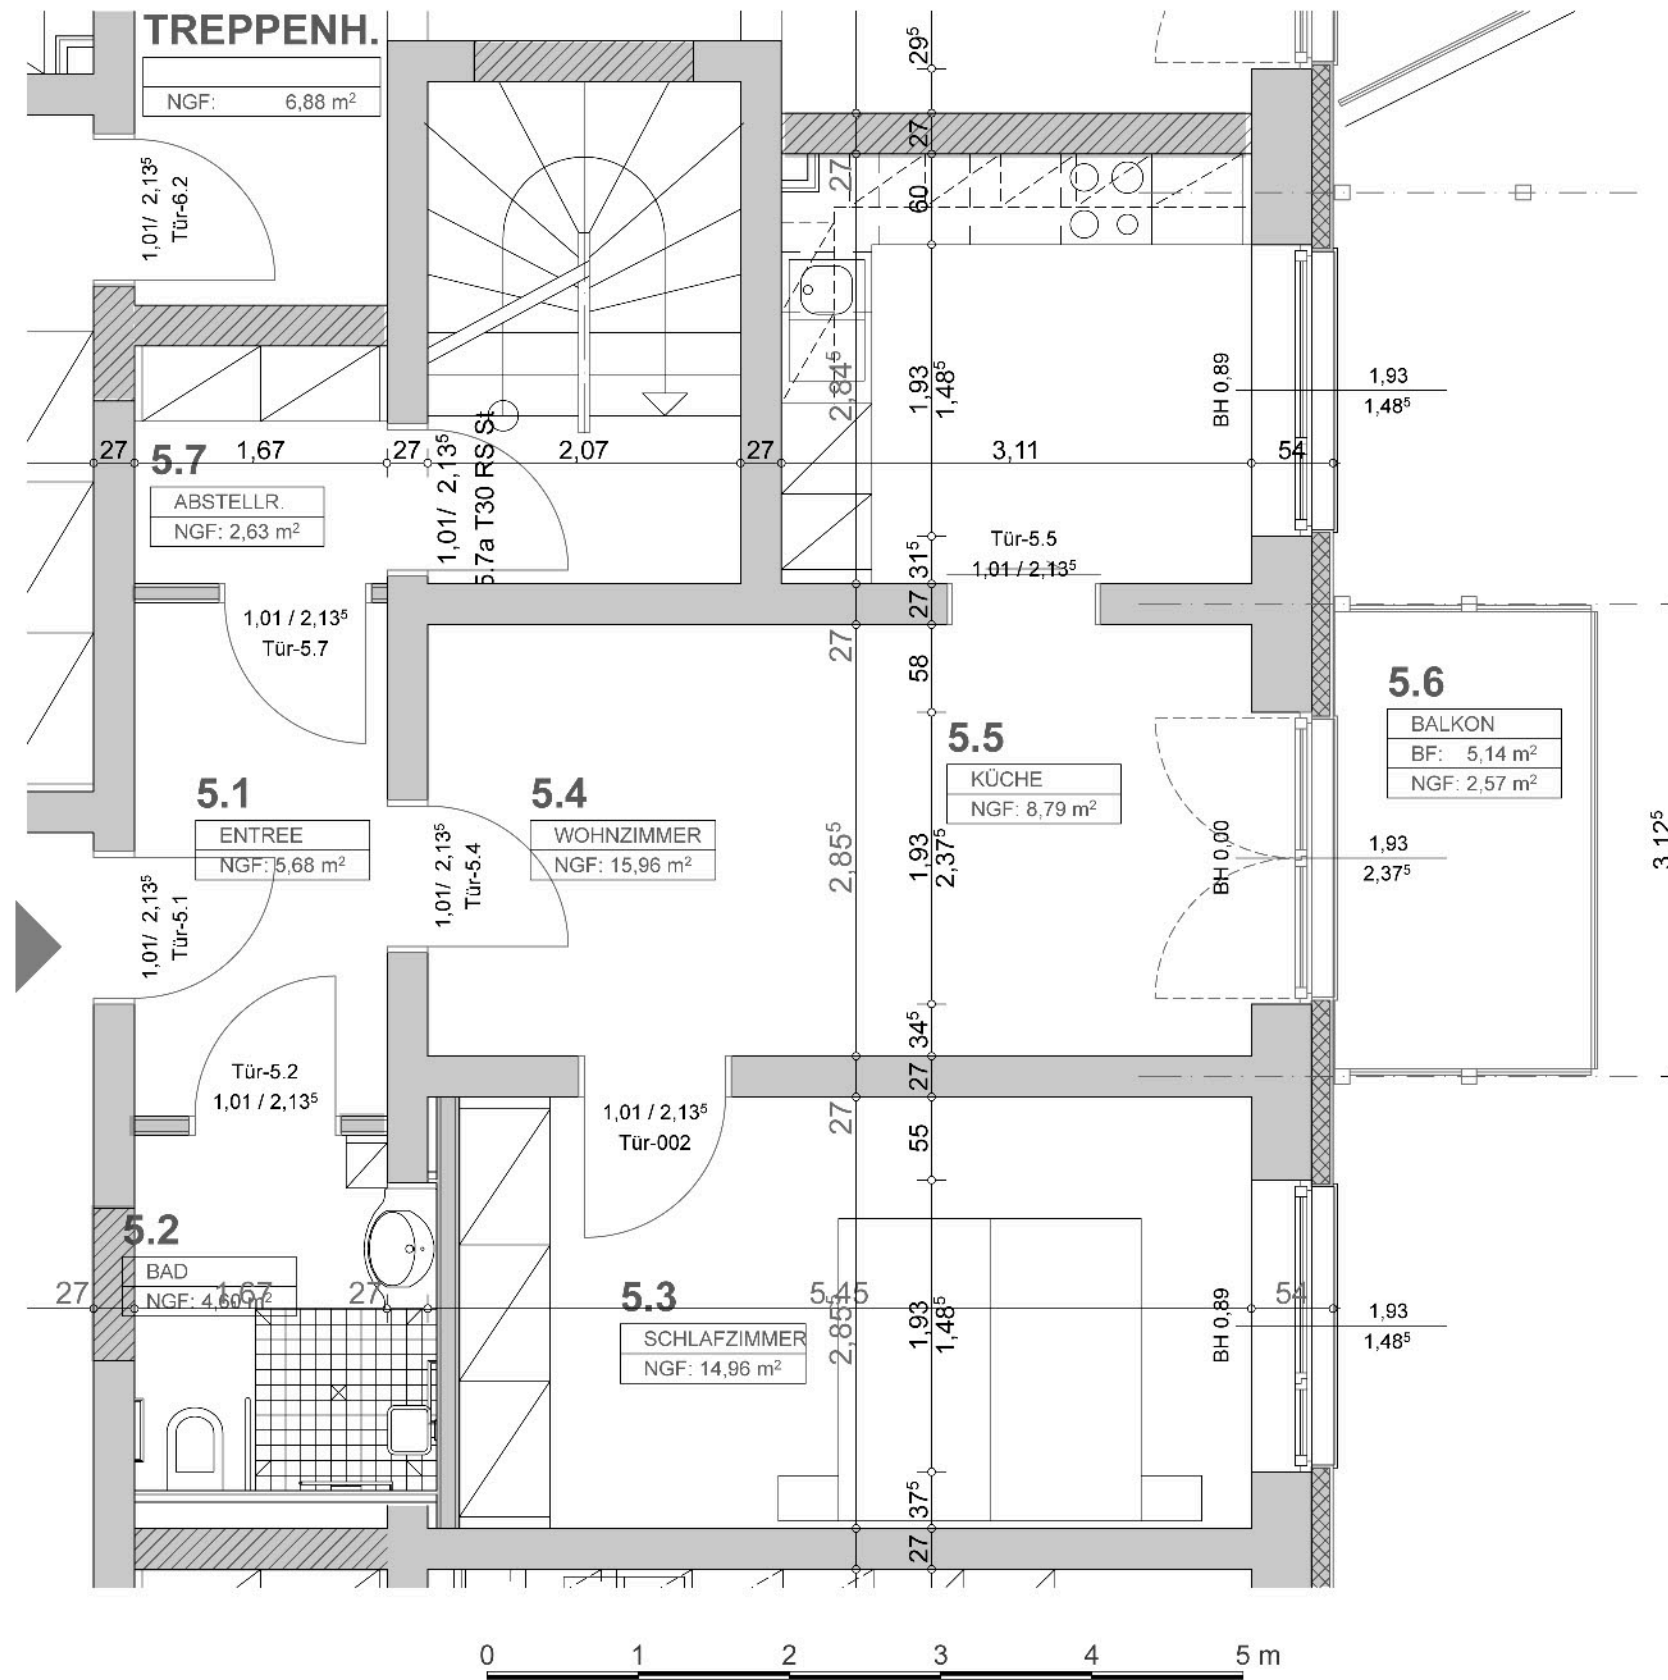 TREPPENH.
NGF: 6,88 m²
1,01/ 2,13⁵
Tür-6.2
29⁵
27
27
60
2,84⁵
1,93
1,48⁵
BH 0,89
1,93
1,48⁵
27
1,67
27
2,07
27
3,11
54
5.7
ABSTELLR.
NGF: 2,63 m²
1,01/ 2,13⁵
5.7a T30 RS St
Tür-5.5
1,01 / 2,13⁵
31⁵
27
27
58
1,01 / 2,13⁵
Tür-5.7
5.6
BALKON
BF: 5,14 m²
NGF: 2,57 m²
5.5
KÜCHE
NGF: 8,79 m²
5.1
ENTREE
NGF: 5,68 m²
5.4
WOHNZIMMER
NGF: 15,96 m²
1,01/ 2,13⁵
Tür-5.4
2,85⁵
1,93
2,37⁵
BH 0,00
1,93
2,37⁵
3,12⁵
1,01/ 2,13⁵
Tür-5.1
34⁵
27
27
55
Tür-5.2
1,01 / 2,13⁵
1,01 / 2,13⁵
Tür-002
5.2
BAD
NGF: 4,60 m²
27
1,67
27
5,45
54
5.3
SCHLAFZIMMER
NGF: 14,96 m²
2,85⁵
1,93
1,48⁵
BH 0,89
1,93
1,48⁵
37⁵
27
0 1 2 3 4 5 m